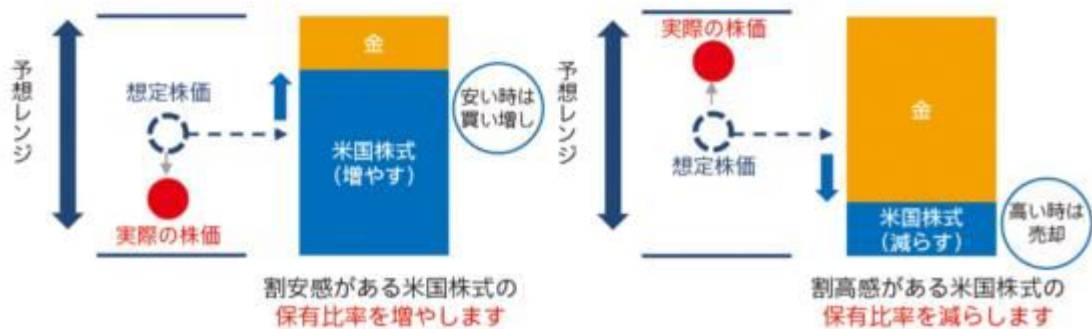 予想レンジ
想定株価
実際の株価
金
米国株式
(増やす)
安い時は
買い増し
割安感がある米国株式の
保有比率を増やします
予想レンジ
実際の株価
想定株価
金
米国株式
(減らす)
高い時は
売却
割高感がある米国株式の
保有比率を減らします